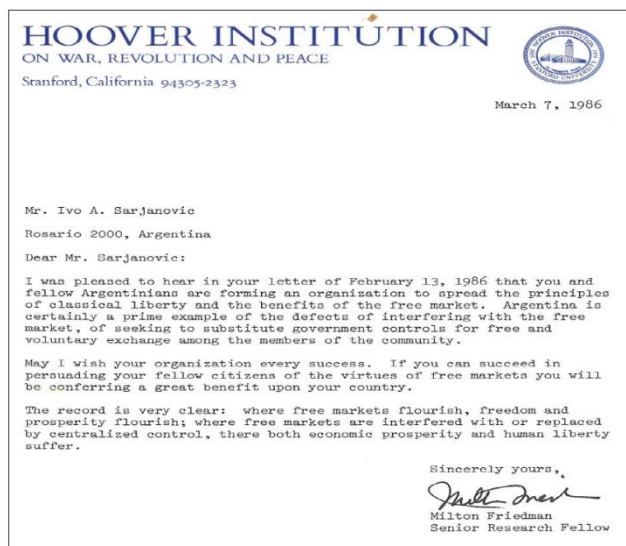 HOOVER INSTITUTION
ON WAR, REVOLUTION AND PEACE
Stanford, California 94305-2323
March 7, 1986
Mr. Ivo A. Sarjanovic
Rosario 2000, Argentina
Dear Mr. Sarjanovic:
I was pleased to hear in your letter of February 13, 1986 that you and
fellow Argentinians are forming an organization to spread the principles
of classical liberty and the benefits of the free market. Argentina is
certainly a prime example of the defects of interfering with the free
market, of seeking to substitute government controls for free and
voluntary exchange among the members of the community.
May I wish your organization every success. If you can succeed in
persuading your fellow citizens of the virtues of free markets you will
be conferring a great benefit upon your country.
The record is very clear: where free markets flourish, freedom and
prosperity flourish; where free markets are interfered with or replaced
by centralized control, there both economic prosperity and human liberty
suffer.
Sincerely yours,
Milton Friedman
Senior Research Fellow